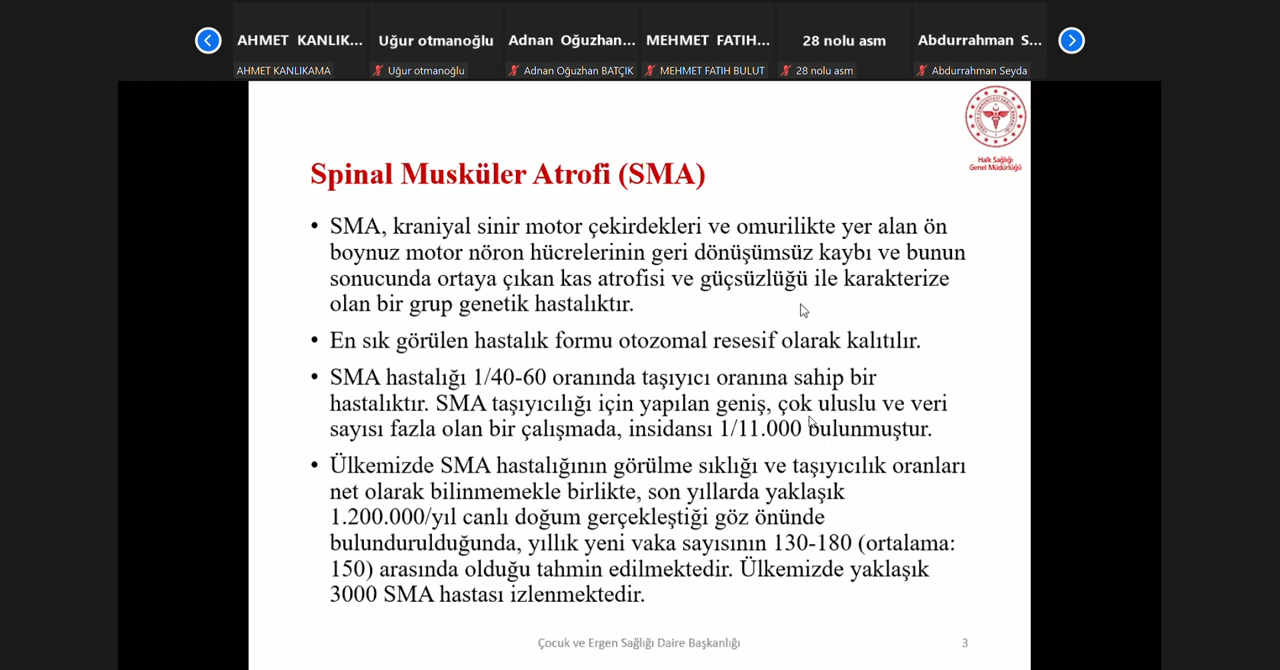 AHMET KANLIK... Uğur otmanoğlu Adnan Oğuzhan... MEHMET FATIH... 28 nolu asm Abdurrahman S...
AHMET KANLIKAMA Uğur otmanoğlu Adnan Oğuzhan BATÇIK MEHMET FATIH BULUT 28 nolu asm Abdurrahman Seyda
Halk Sağlığı
Genel Müdürlüğü
Spinal Musküler Atrofi (SMA)
• SMA, kraniyal sinir motor çekirdekleri ve omurilikte yer alan ön
boynuz motor nöron hücrelerinin geri dönüşümsüz kaybı ve bunun
sonucunda ortaya çıkan kas atrofisi ve güçsüzlüğü ile karakterize
olan bir grup genetik hastalıktır.
• En sık görülen hastalık formu otozomal resesif olarak kalıtılır.
• SMA hastalığı 1/40-60 oranında taşıyıcı oranına sahip bir
hastalıktır. SMA taşıyıcılığı için yapılan geniş, çok uluslu ve veri
sayısı fazla olan bir çalışmada, insidansı 1/11.000 bulunmuştur.
• Ülkemizde SMA hastalığının görülme sıklığı ve taşıyıcılık oranları
net olarak bilinmemekle birlikte, son yıllarda yaklaşık
1.200.000/yıl canlı doğum gerçekleştiği göz önünde
bulundurulduğunda, yıllık yeni vaka sayısının 130-180 (ortalama:
150) arasında olduğu tahmin edilmektedir. Ülkemizde yaklaşık
3000 SMA hastası izlenmektedir.
Çocuk ve Ergen Sağlığı Daire Başkanlığı 3